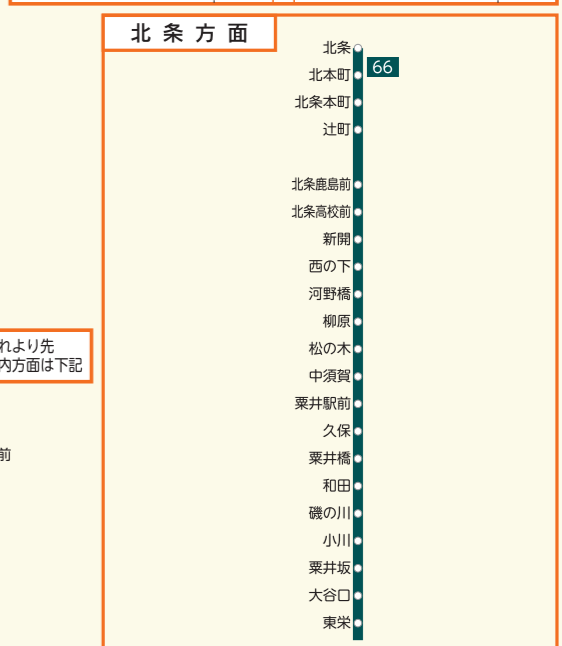 北条方面
北条
66
北本町
北条本町
辻町
北条鹿島前
北条高校前
新開
西の下
河野橋
柳原
れより先
内方面は下記
松の木
中須賀
粟井駅前
久保
前
粟井橋
和田
磯の川
小川
粟井坂
大谷口
東栄